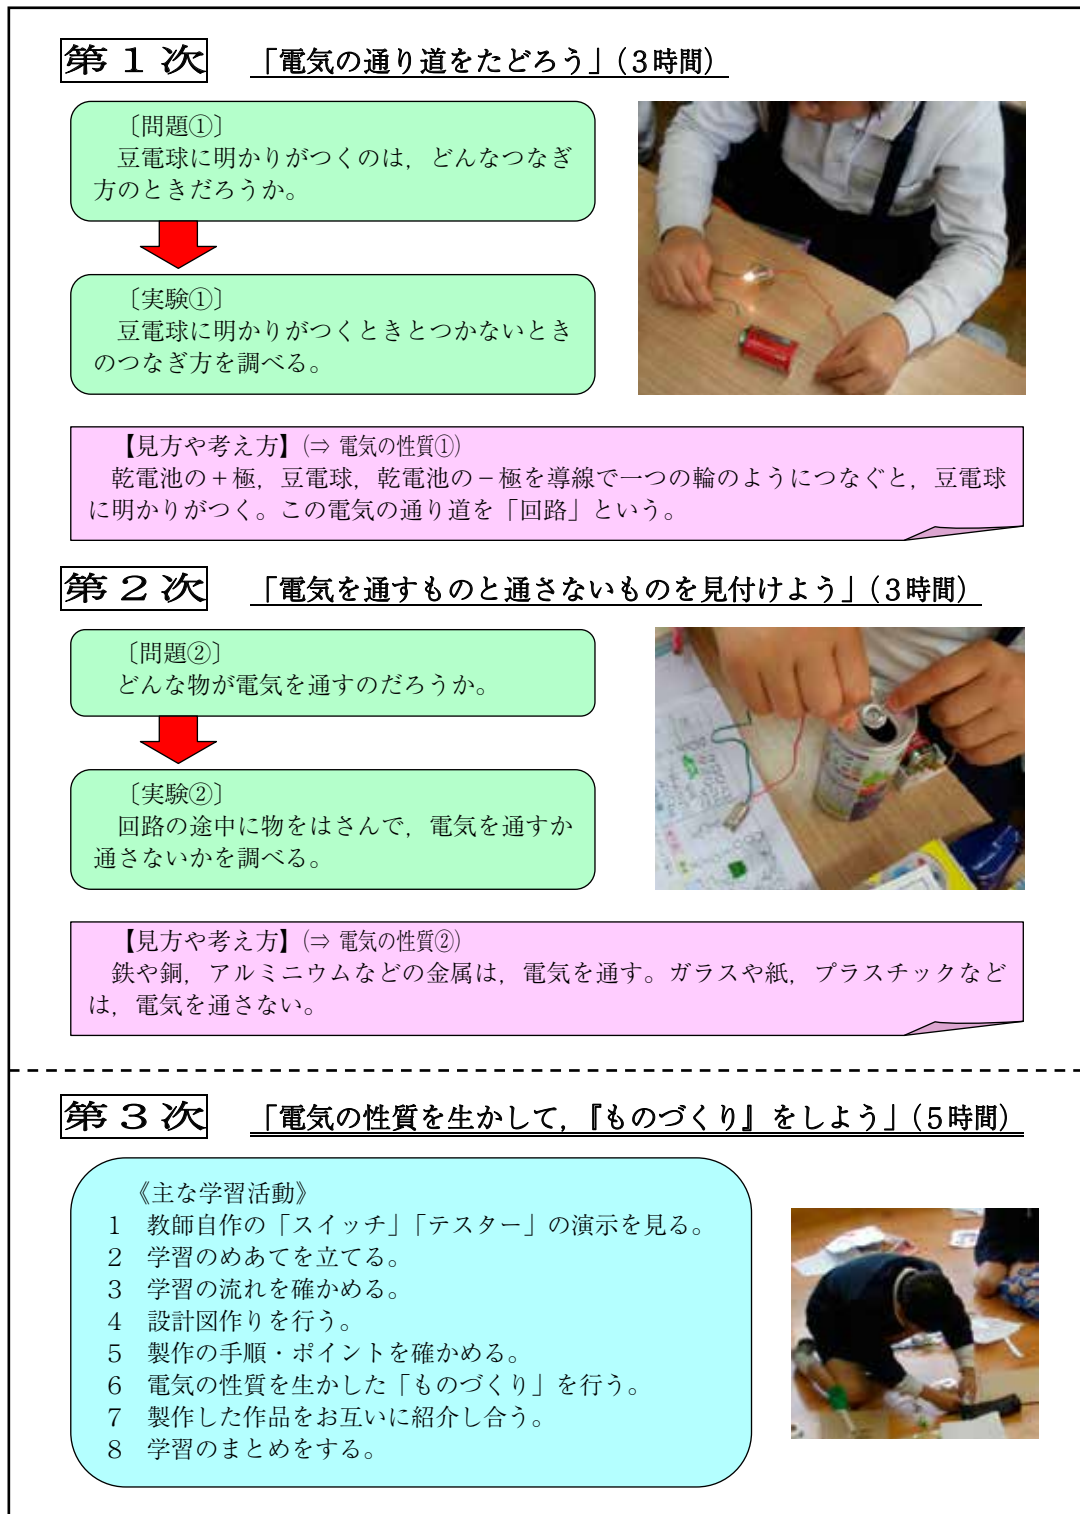 第1次 「電気の通り道をたどろう」(3時間)
〔問題①〕
豆電球に明かりがつくのは，どんなつなぎ
方のときだろうか。
〔実験①〕
豆電球に明かりがつくときとつかないとき
のつなぎ方を調べる。
【見方や考え方】(⇒ 電気の性質①)
乾電池の＋極，豆電球，乾電池の－極を導線で一つの輪のようにつなぐと，豆電球
に明かりがつく。この電気の通り道を「回路」という。
第2次 「電気を通すものと通さないものを見付けよう」(3時間)
〔問題②〕
どんな物が電気を通すのだろうか。
〔実験②〕
回路の途中に物をはさんで，電気を通すか
通さないかを調べる。
【見方や考え方】(⇒ 電気の性質②)
鉄や銅，アルミニウムなどの金属は，電気を通す。ガラスや紙，プラスチックなど
は，電気を通さない。
第3次 「電気の性質を生かして，『ものづくり』をしよう」(5時間)
《主な学習活動》
1 教師自作の「スイッチ」「テスター」の演示を見る。
2 学習のめあてを立てる。
3 学習の流れを確かめる。
4 設計図作りを行う。
5 製作の手順・ポイントを確かめる。
6 電気の性質を生かした「ものづくり」を行う。
7 製作した作品をお互いに紹介し合う。
8 学習のまとめをする。